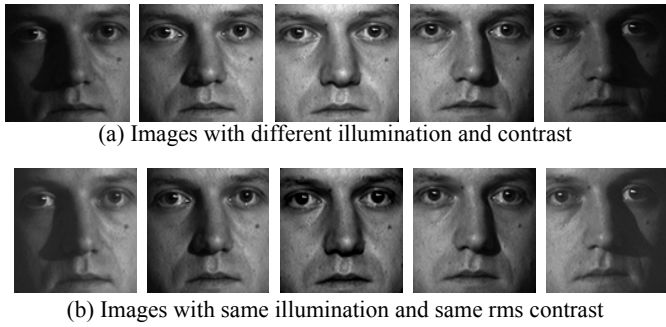 (a) Images with different illumination and contrast
(b) Images with same illumination and same rms contrast